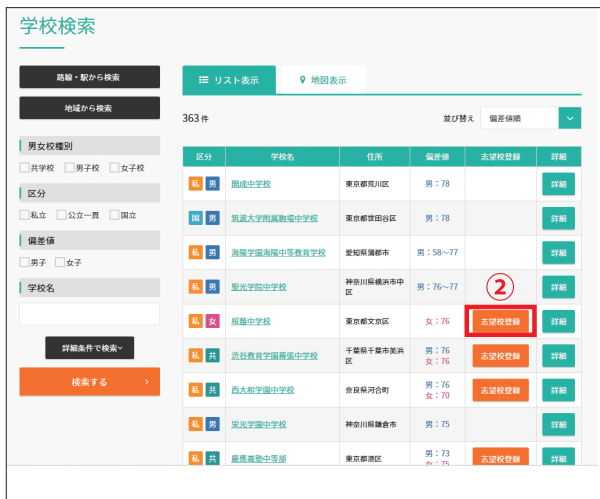 学校検索
路線・駅から検索
地域から検索
男女校種別
共学校 男子校 女子校
区分
私立 公立一貫 国立
偏差値
男子 女子
学校名
詳細条件で検索
検索する
リスト表示 地図表示
363件 並び替え 偏差値順
区分 学校名 住所 偏差値 志望校登録 詳細
私 男 開成中学校 東京都荒川区 男：78 詳細
国 男 筑波大学附属駒場中学校 東京都世田谷区 男：78 詳細
私 男 海陽学園海陽中等教育学校 愛知県蒲郡市 男：58～77 詳細
私 男 聖光学院中学校 神奈川県横浜市中区 男：76～77 詳細
②
私 女 桜蔭中学校 東京都文京区 女：76 志望校登録 詳細
私 共 渋谷教育学園幕張中学校 千葉県千葉市美浜区 男：76 女：76 志望校登録 詳細
私 共 西大和学園中学校 奈良県河合町 男：76 女：70 志望校登録 詳細
私 男 栄光学園中学校 神奈川県鎌倉市 男：75 詳細
私 共 慶應義塾中等部 東京都港区 男：73 女：75 志望校登録 詳細